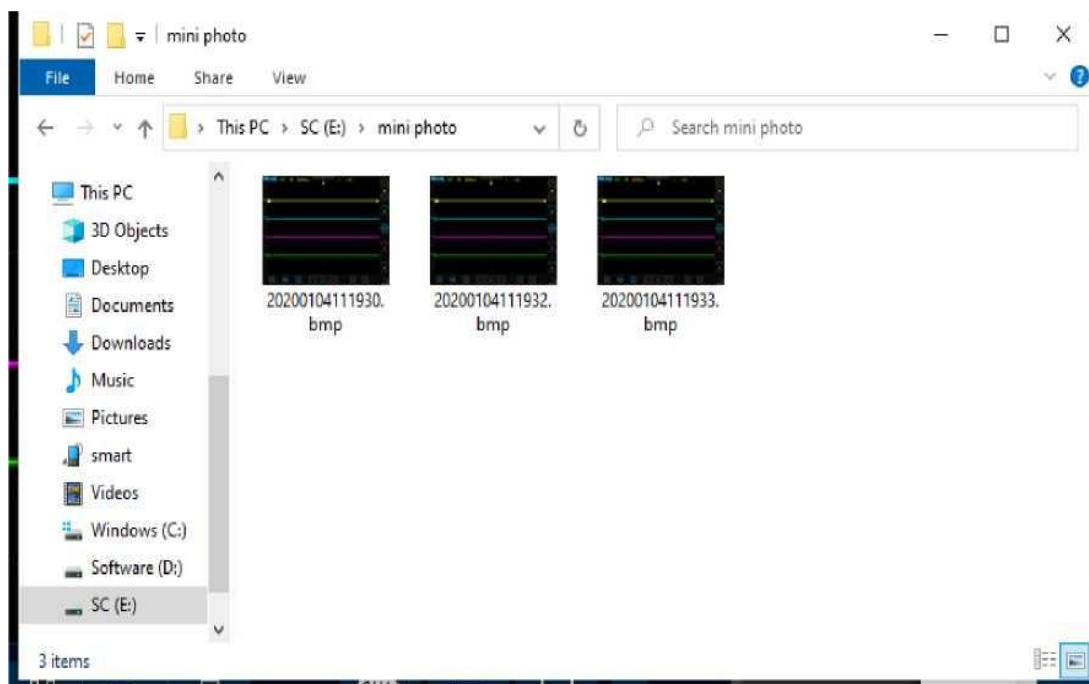 mini photo
File Home Share View
This PC > SC (E:) > mini photo
Search mini photo
This PC
3D Objects
Desktop
Documents
Downloads
Music
Pictures
smart
Videos
Windows (C:)
Software (D:)
SC (E:)
20200104111930.
bmp
20200104111932.
bmp
20200104111933.
bmp
3 items